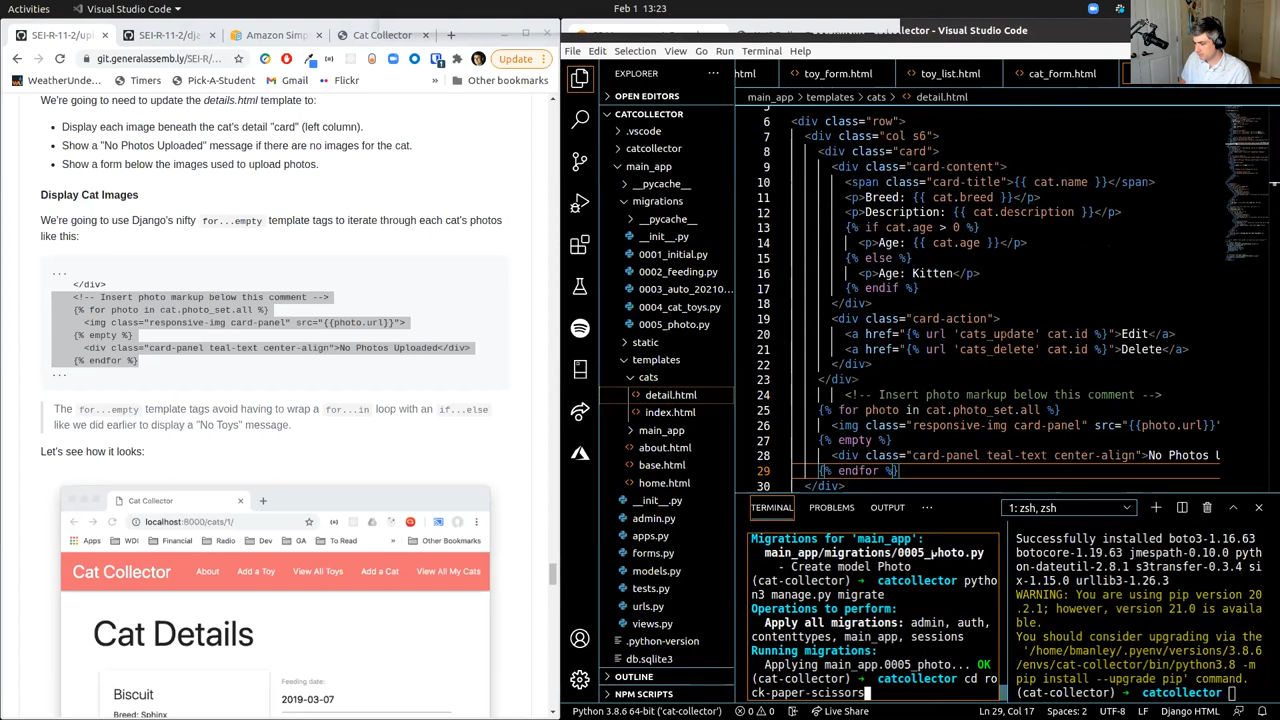 Activities
Visual Studio Code
Feb 1 13:23
SEI-R-11-2/upl
SEI-R-11-2/dja
Amazon Simpl
Cat Collector
git.generalassemb.ly/SEI-R/
Update
WeatherUnde
Timers
Pick-A-Student
Gmail
Flickr
»
Other bookmarks
We're going to need to update the details.html template to:
Display each image beneath the cat's detail "card" (left column).
Show a "No Photos Uploaded" message if there are no images for the cat.
Show a form below the images used to upload photos.
Display Cat Images
We're going to use Django's nifty for...empty template tags to iterate through each cat's photos
like this:
...
</div>
<!-- Insert photo markup below this comment -->
{% for photo in cat.photo_set.all %}
<img class="responsive-img card-panel" src="{{photo.url}}">
{% empty %}
<div class="card-panel teal-text center-align">No Photos Uploaded</div>
{% endfor %}
...
The for...empty template tags avoid having to wrap a for...in loop with an if...else
like we did earlier to display a "No Toys" message.
Let's see how it looks:
Cat Collector
localhost:8000/cats/1/
Apps
WDI
Financial
Radio
Dev
GA
To Read
»
Other Bookmarks
Cat Collector
About
Add a Toy
View All Toys
Add a Cat
View All My Cats
Cat Details
Biscuit
Breed: Sphinx
Feeding date:
2019-03-07
catcollector - Visual Studio Code
File
Edit
Selection
View
Go
Run
Terminal
Help
EXPLORER
...
OPEN EDITORS
CATCOLLECTOR
.vscode
catcollector
main_app
__pycache__
migrations
__pycache__
__init__.py
0001_initial.py
0002_feeding.py
0003_auto_20210...
0004_cat_toys.py
0005_photo.py
static
templates
cats
detail.html
index.html
main_app
about.html
base.html
home.html
__init__.py
admin.py
apps.py
forms.py
models.py
tests.py
urls.py
views.py
.python-version
db.sqlite3
OUTLINE
NPM SCRIPTS
html
toy_form.html
toy_list.html
cat_form.html
main_app > templates > cats > detail.html
5
6 <div class="row">
7 <div class="col s6">
8 <div class="card">
9 <div class="card-content">
10 <span class="card-title">{{ cat.name }}</span>
11 <p>Breed: {{ cat.breed }}</p>
12 <p>Description: {{ cat.description }}</p>
13 {% if cat.age > 0 %}
14 <p>Age: {{ cat.age }}</p>
15 {% else %}
16 <p>Age: Kitten</p>
17 {% endif %}
18 </div>
19 <div class="card-action">
20 <a href="{% url 'cats_update' cat.id %}">Edit</a>
21 <a href="{% url 'cats_delete' cat.id %}">Delete</a>
22 </div>
23 </div>
24 <!-- Insert photo markup below this comment -->
25 {% for photo in cat.photo_set.all %}
26 <img class="responsive-img card-panel" src="{{photo.url}}"
27 {% empty %}
28 <div class="card-panel teal-text center-align">No Photos U
29 {% endfor %}
30 </div>
TERMINAL
PROBLEMS
OUTPUT
...
1: zsh, zsh
Migrations for 'main_app':
main_app/migrations/0005_photo.py
- Create model Photo
(cat-collector) → catcollector pytho
n3 manage.py migrate
Operations to perform:
Apply all migrations: admin, auth,
contenttypes, main_app, sessions
Running migrations:
Applying main_app.0005_photo... OK
(cat-collector) → catcollector cd ro
ck-paper-scissors
Successfully installed boto3-1.16.63
botocore-1.19.63 jmespath-0.10.0 pyth
on-dateutil-2.8.1 s3transfer-0.3.4 si
x-1.15.0 urllib3-1.26.3
WARNING: You are using pip version 20
.2.1; however, version 21.0 is availa
ble.
You should consider upgrading via the
'/home/bmanley/.pyenv/versions/3.8.6
/envs/cat-collector/bin/python3.8 -m
pip install --upgrade pip' command.
(cat-collector) → catcollector
Python 3.8.6 64-bit ('cat-collector')
0
0
Live Share
Ln 29, Col 17
Spaces: 2
UTF-8
LF
Django HTML